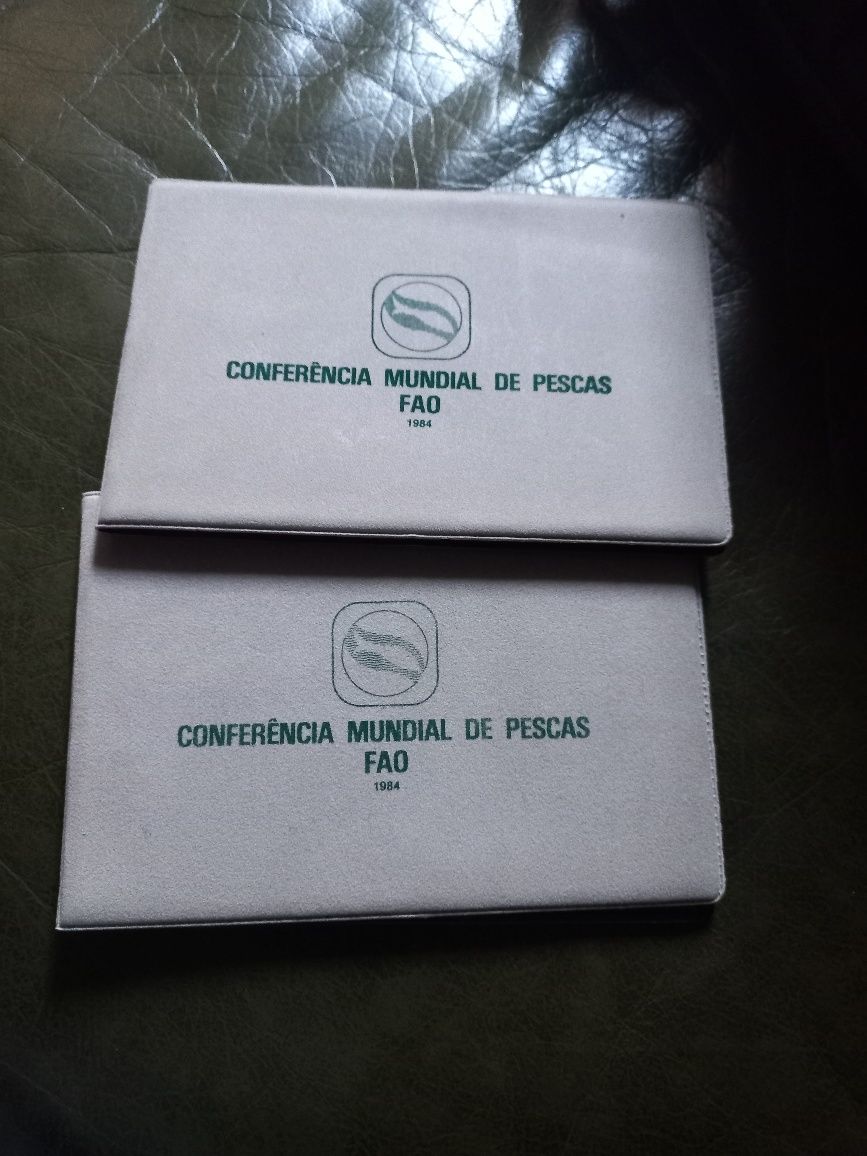 CONFERÊNCIA MUNDIAL DE PESCAS
FAO
1984
CONFERÊNCIA MUNDIAL DE PESCAS
FAO
1984